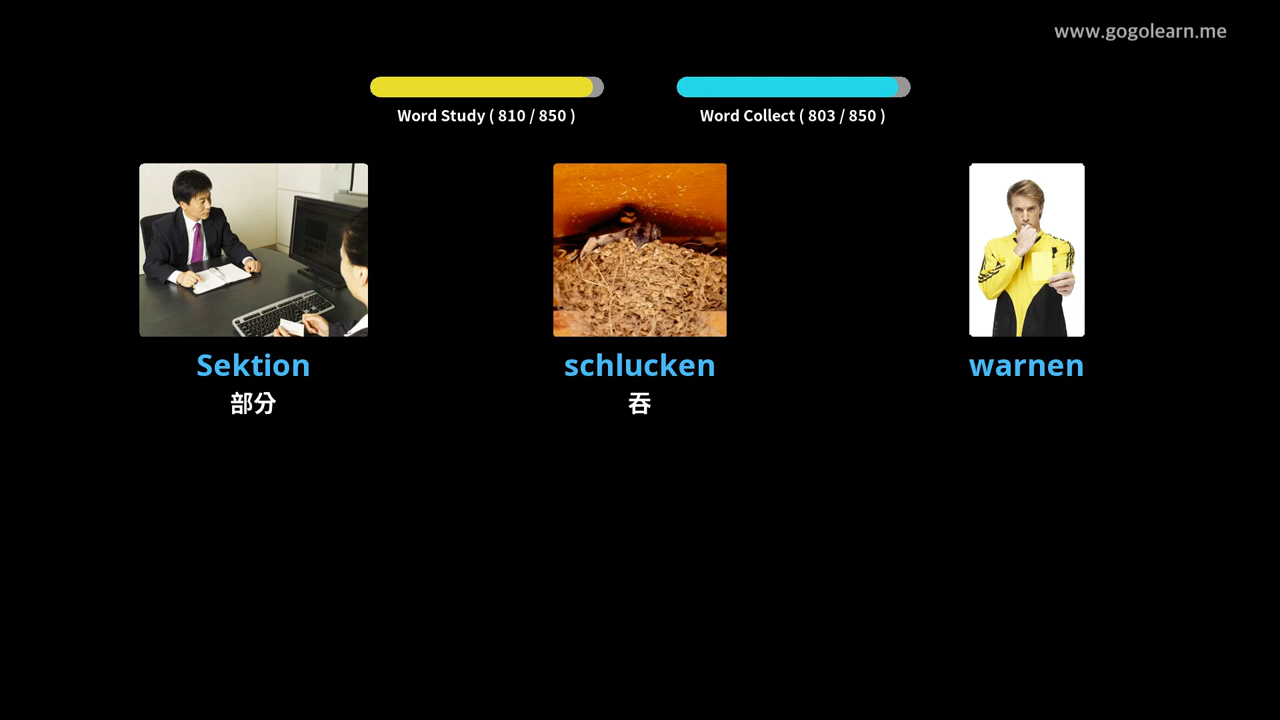 www.gogolearn.me
Word Study ( 810 / 850 )
Word Collect ( 803 / 850 )
Sektion
部分
schlucken
吞
warnen